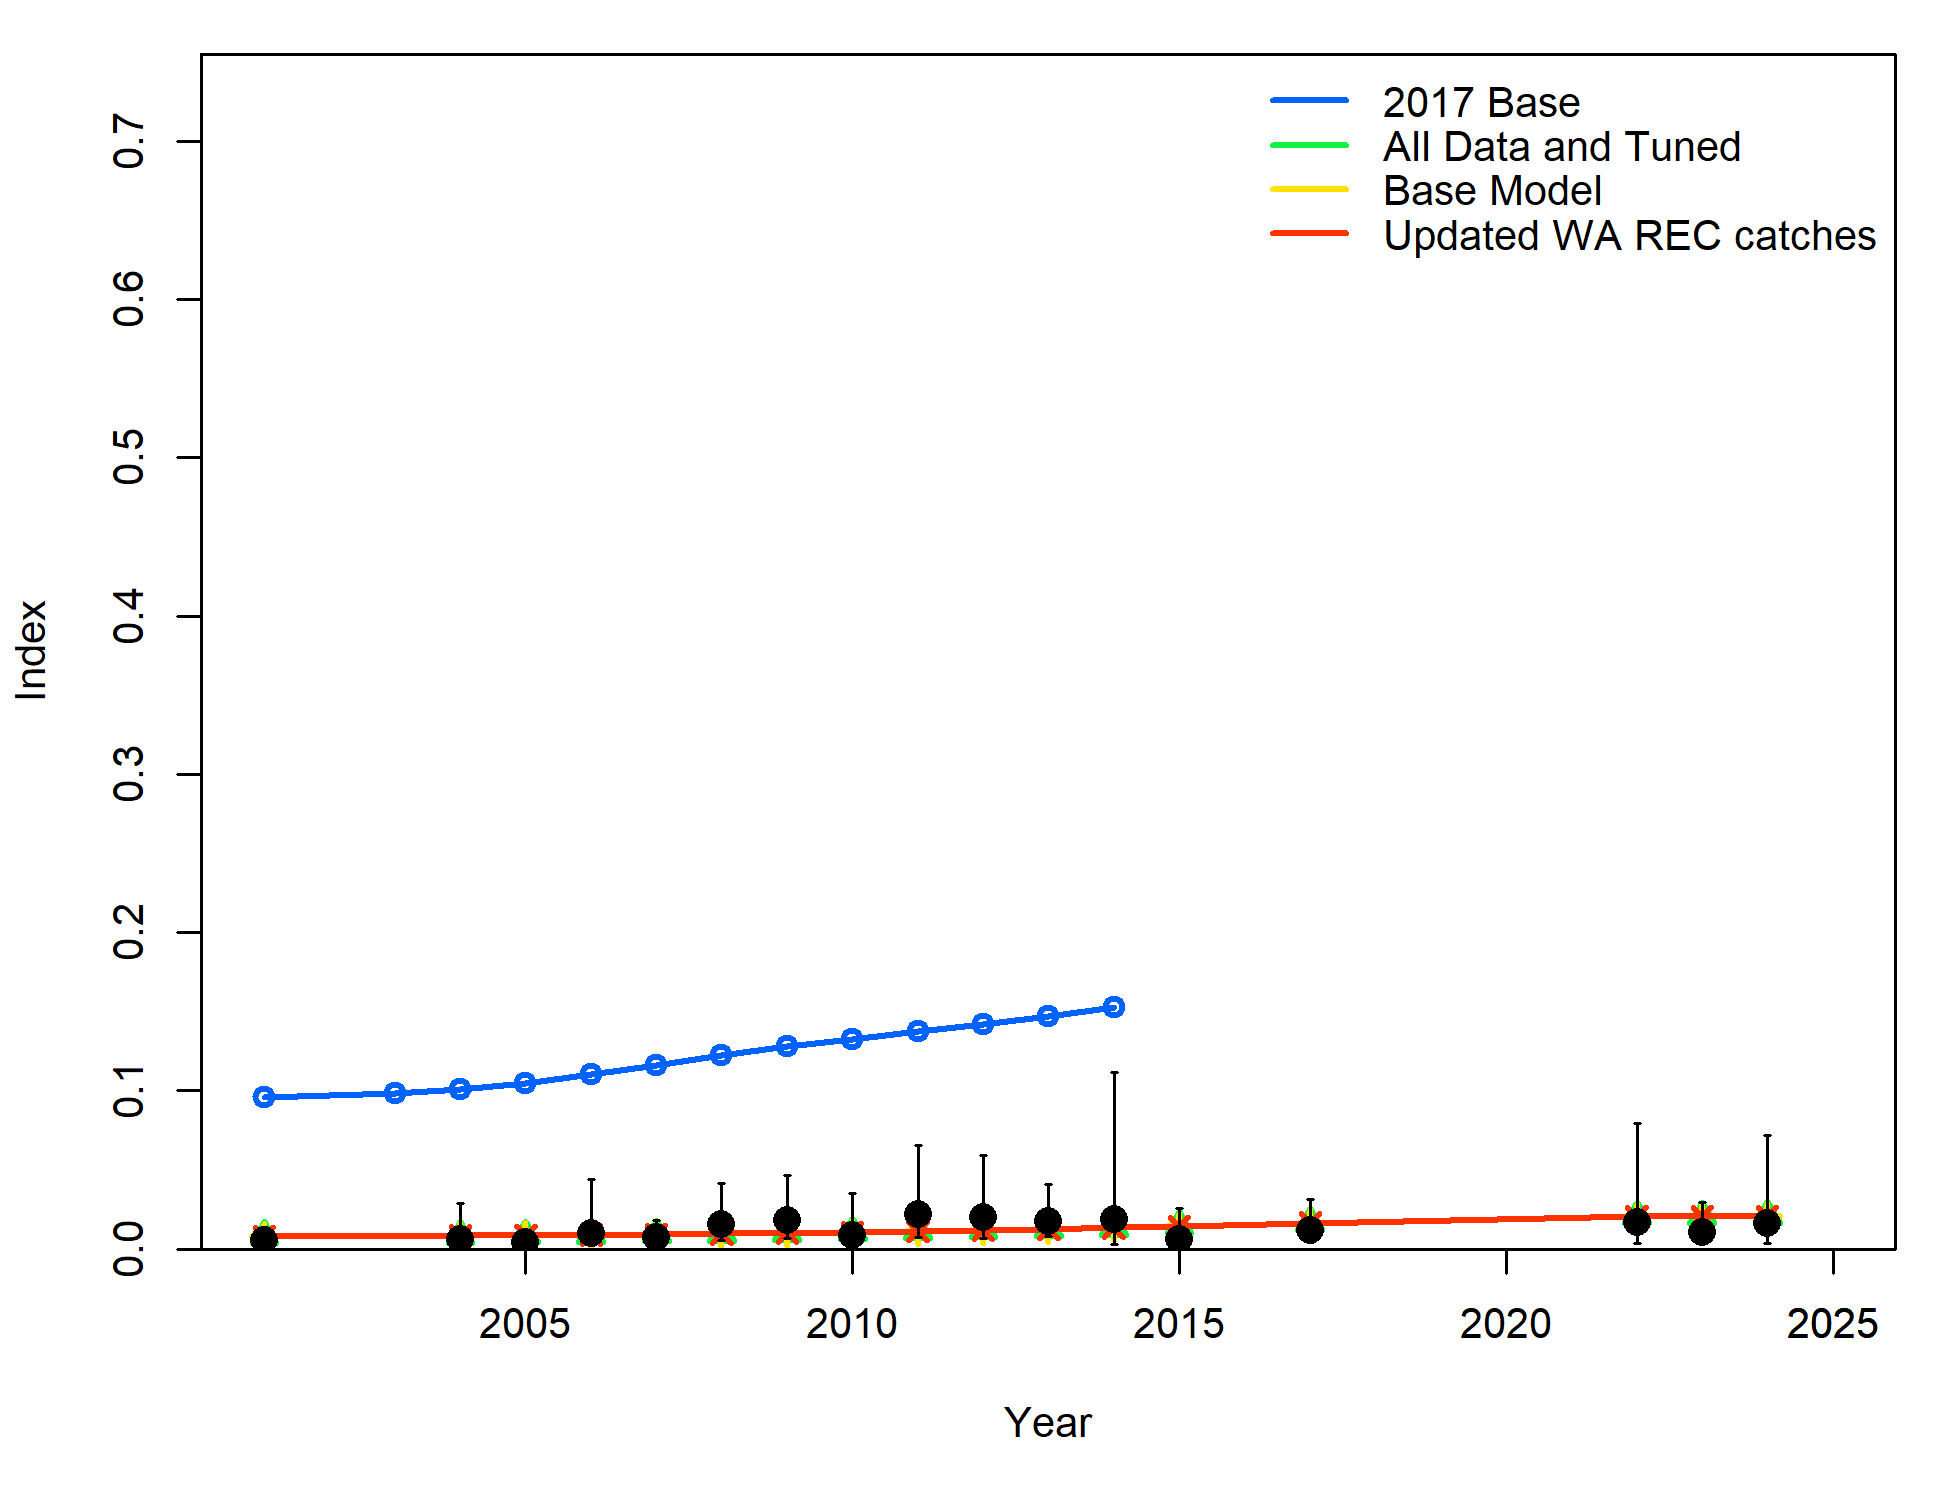 2017 Base
All Data and Tuned
Base Model
Updated WA REC catches
0.7
0.6
0.5
0.4
0.3
0.2
0.1
0.0
Index
2005 2010 2015 2020 2025
Year